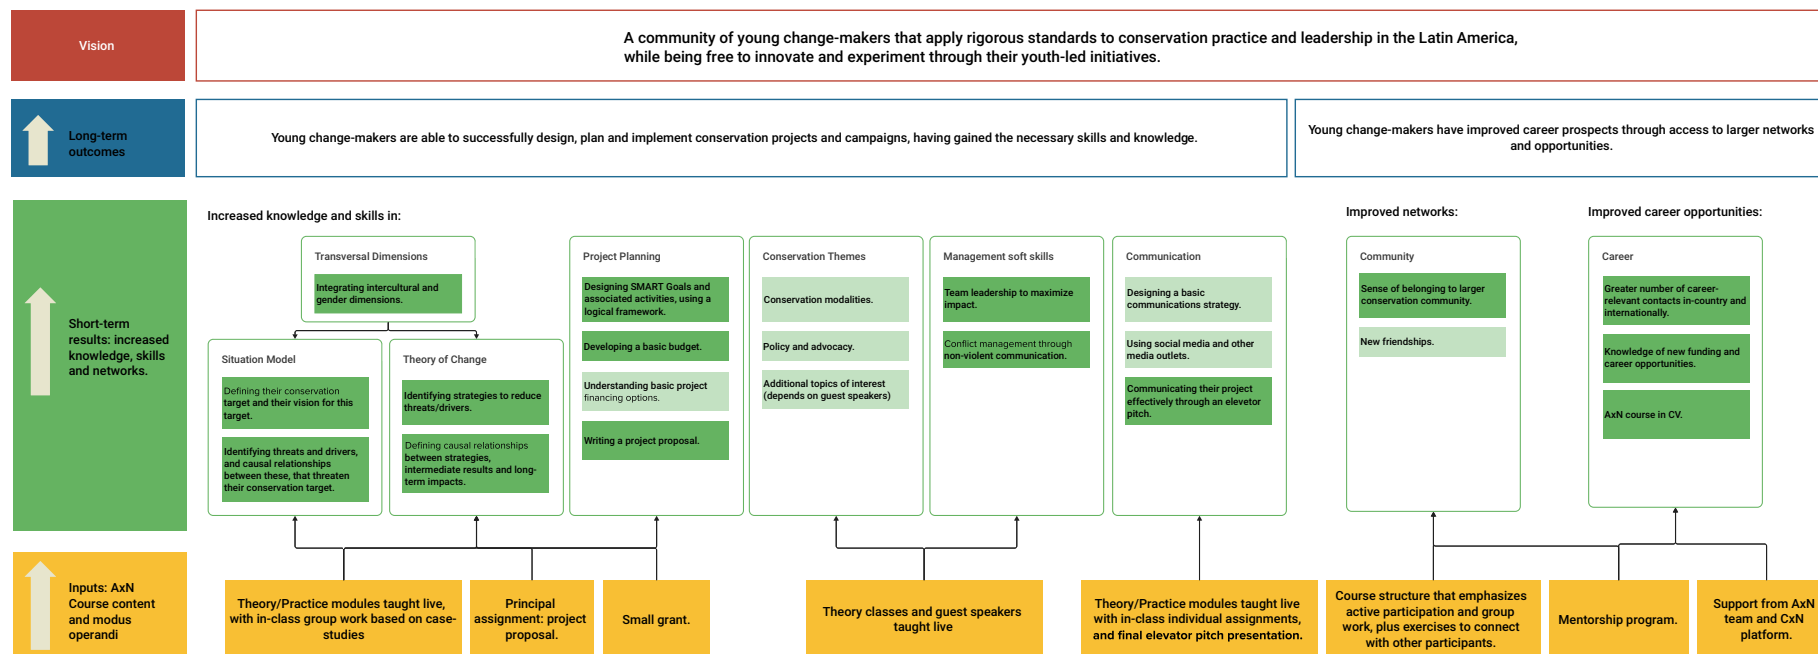 Vision
A community of young change-makers that apply rigorous standards to conservation practice and leadership in the Latin America,
while being free to innovate and experiment through their youth-led initiatives.
Long-term
outcomes
Young change-makers are able to successfully design, plan and implement conservation projects and campaigns, having gained the necessary skills and knowledge.
Young change-makers have improved career prospects through access to larger networks
and opportunities.
Short-term
results: increased
knowledge, skills
and networks.
Increased knowledge and skills in:
Transversal Dimensions
Integrating intercultural and
gender dimensions.
Situation Model
Defining their conservation
target and their vision for this
target.
Identifying threats and drivers,
and causal relationships
between these, that threaten
their conservation target.
Theory of Change
Identifying strategies to reduce
threats/drivers.
Defining causal relationships
between strategies,
intermediate results and long-
term impacts.
Project Planning
Designing SMART Goals and
associated activities, using a
logical framework.
Developing a basic budget.
Understanding basic project
financing options.
Writing a project proposal.
Conservation Themes
Conservation modalities.
Policy and advocacy.
Additional topics of interest
(depends on guest speakers)
Management soft skills
Team leadership to maximize
impact.
Conflict management through
non-violent communication.
Communication
Designing a basic
communications strategy.
Using social media and other
media outlets.
Communicating their project
effectively through an elevetor
pitch.
Improved networks:
Community
Sense of belonging to larger
conservation community.
New friendships.
Improved career opportunities:
Career
Greater number of career-
relevant contacts in-country and
internationally.
Knowledge of new funding and
career opportunities.
AxN course in CV.
Inputs: AxN
Course content
and modus
operandi
Theory/Practice modules taught live,
with in-class group work based on case-
studies
Principal
assignment: project
proposal.
Small grant.
Theory classes and guest speakers
taught live
Theory/Practice modules taught live
with in-class individual assignments,
and final elevator pitch presentation.
Course structure that emphasizes
active participation and group
work, plus exercises to connect
with other participants.
Mentorship program.
Support from AxN
team and CxN
platform.